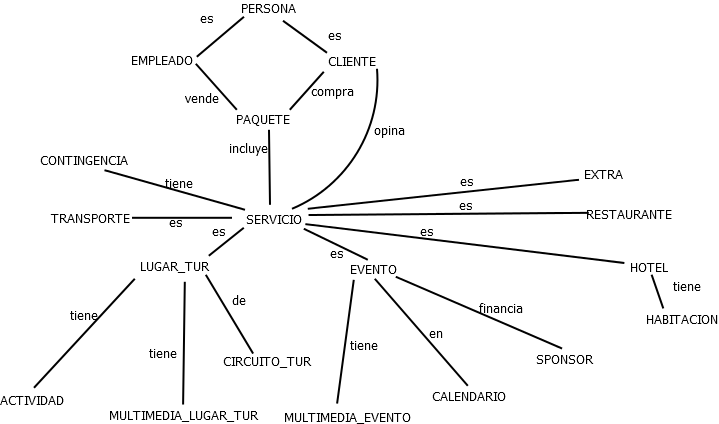 PERSONA
es
es
EMPLEADO
CLIENTE
vende
compra
PAQUETE
opina
incluye
CONTINGENCIA
tiene
EXTRA
es
TRANSPORTE
es
SERVICIO
es
RESTAURANTE
es
es
es
LUGAR_TUR
EVENTO
HOTEL
tiene
de
financia
HABITACION
tiene
tiene
tiene
en
CIRCUITO_TUR
SPONSOR
ACTIVIDAD
MULTIMEDIA_LUGAR_TUR
MULTIMEDIA_EVENTO
CALENDARIO